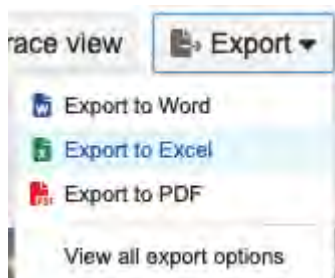 race view Export
Export to Word
Export to Excel
Export to PDF
View all export options